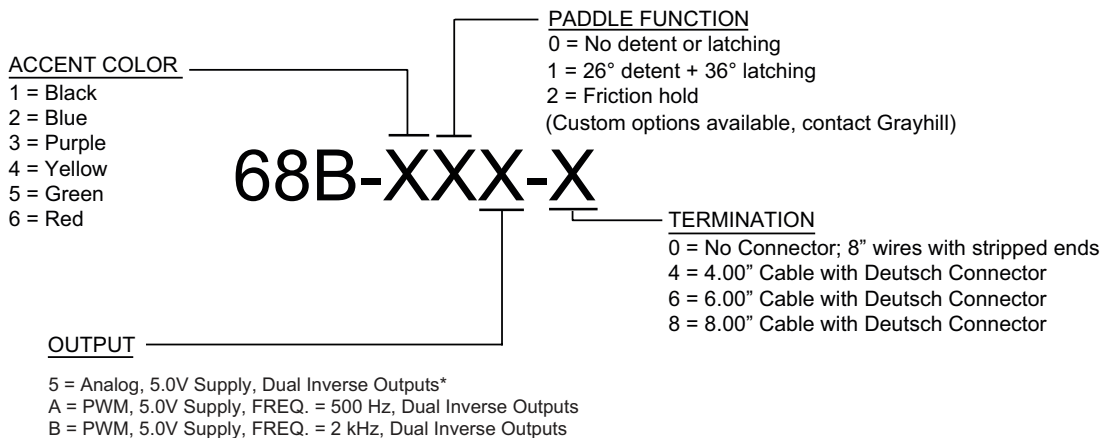 PADDLE FUNCTION
0 = No detent or latching
1 = 26° detent + 36° latching
2 = Friction hold
(Custom options available, contact Grayhill)
ACCENT COLOR
1 = Black
2 = Blue
3 = Purple
4 = Yellow
5 = Green
6 = Red
68B-XXX-X
TERMINATION
0 = No Connector; 8” wires with stripped ends
4 = 4.00” Cable with Deutsch Connector
6 = 6.00” Cable with Deutsch Connector
8 = 8.00” Cable with Deutsch Connector
OUTPUT
5 = Analog, 5.0V Supply, Dual Inverse Outputs*
A = PWM, 5.0V Supply, FREQ. = 500 Hz, Dual Inverse Outputs
B = PWM, 5.0V Supply, FREQ. = 2 kHz, Dual Inverse Outputs